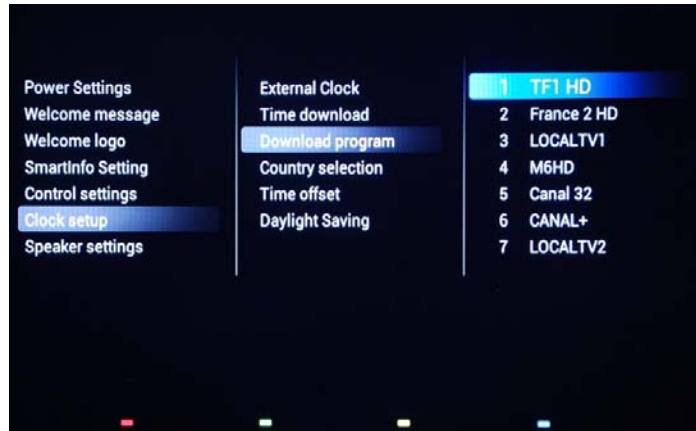 Power Settings
Welcome message
Welcome logo
SmartInfo Setting
Control settings
Clock setup
Speaker settings
External Clock
Time download
Download program
Country selection
Time offset
Daylight Saving
1 TF1 HD
2 France 2 HD
3 LOCALTV1
4 M6HD
5 Canal 32
6 CANAL+
7 LOCALTV2